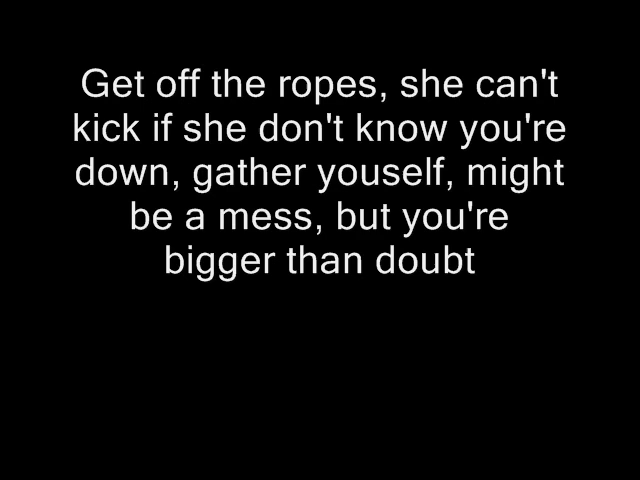 Get off the ropes, she can't
kick if she don't know you're
down, gather youself, might
be a mess, but you're
bigger than doubt